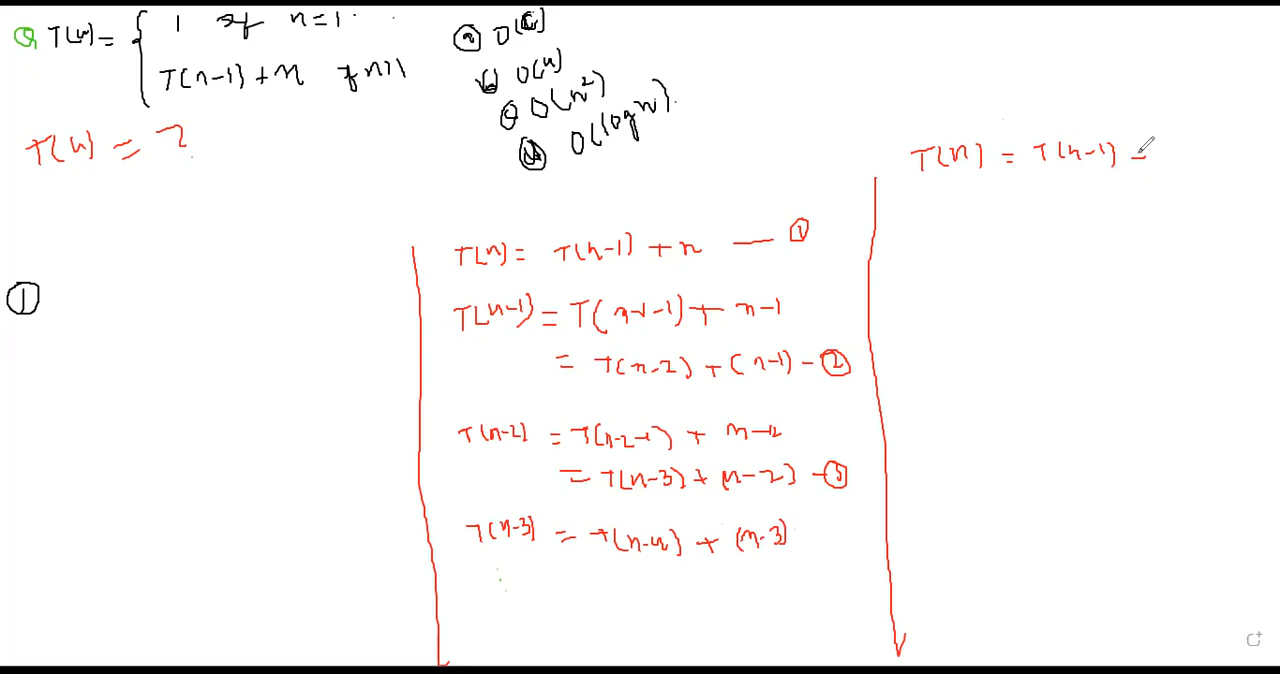 Q T(n) = { 1 if n=1.
T(n-1) + n if n>1
a O(1)
b O(n)
c O(n²)
d O(log n).
T(n) = ?
T(n) = T(n-1) =
①
T(n) = T(n-1) + n — ①
T(n-1) = T(n-1-1) + n-1
= T(n-2) + (n-1) - ②
T(n-2) = T(n-2-1) + n-2
= T(n-3) + (n-2) - ③
T(n-3) = T(n-4) + (n-3)